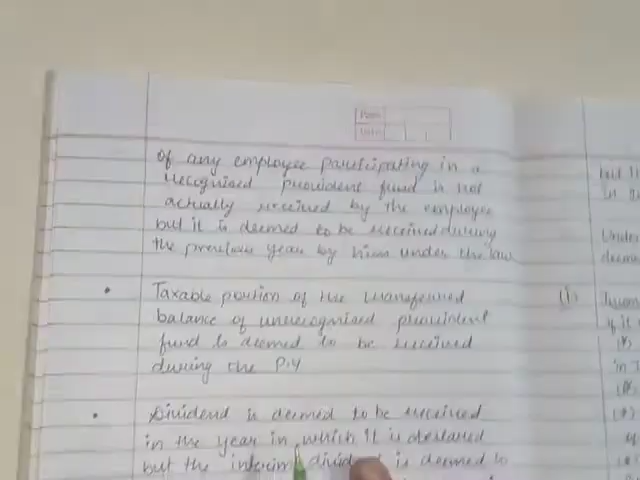 Page
Date
of any employee participating in a
recognised provident fund is not
actually received by the employee
but it is deemed to be received during
the previous year by him under the law
• Taxable portion of the transferred
balance of unrecognised provident
fund is deemed to be received
during the P.Y
• Dividend is deemed to be received
in the year in which it is declared
but the interim dividend is deemed to
(i)